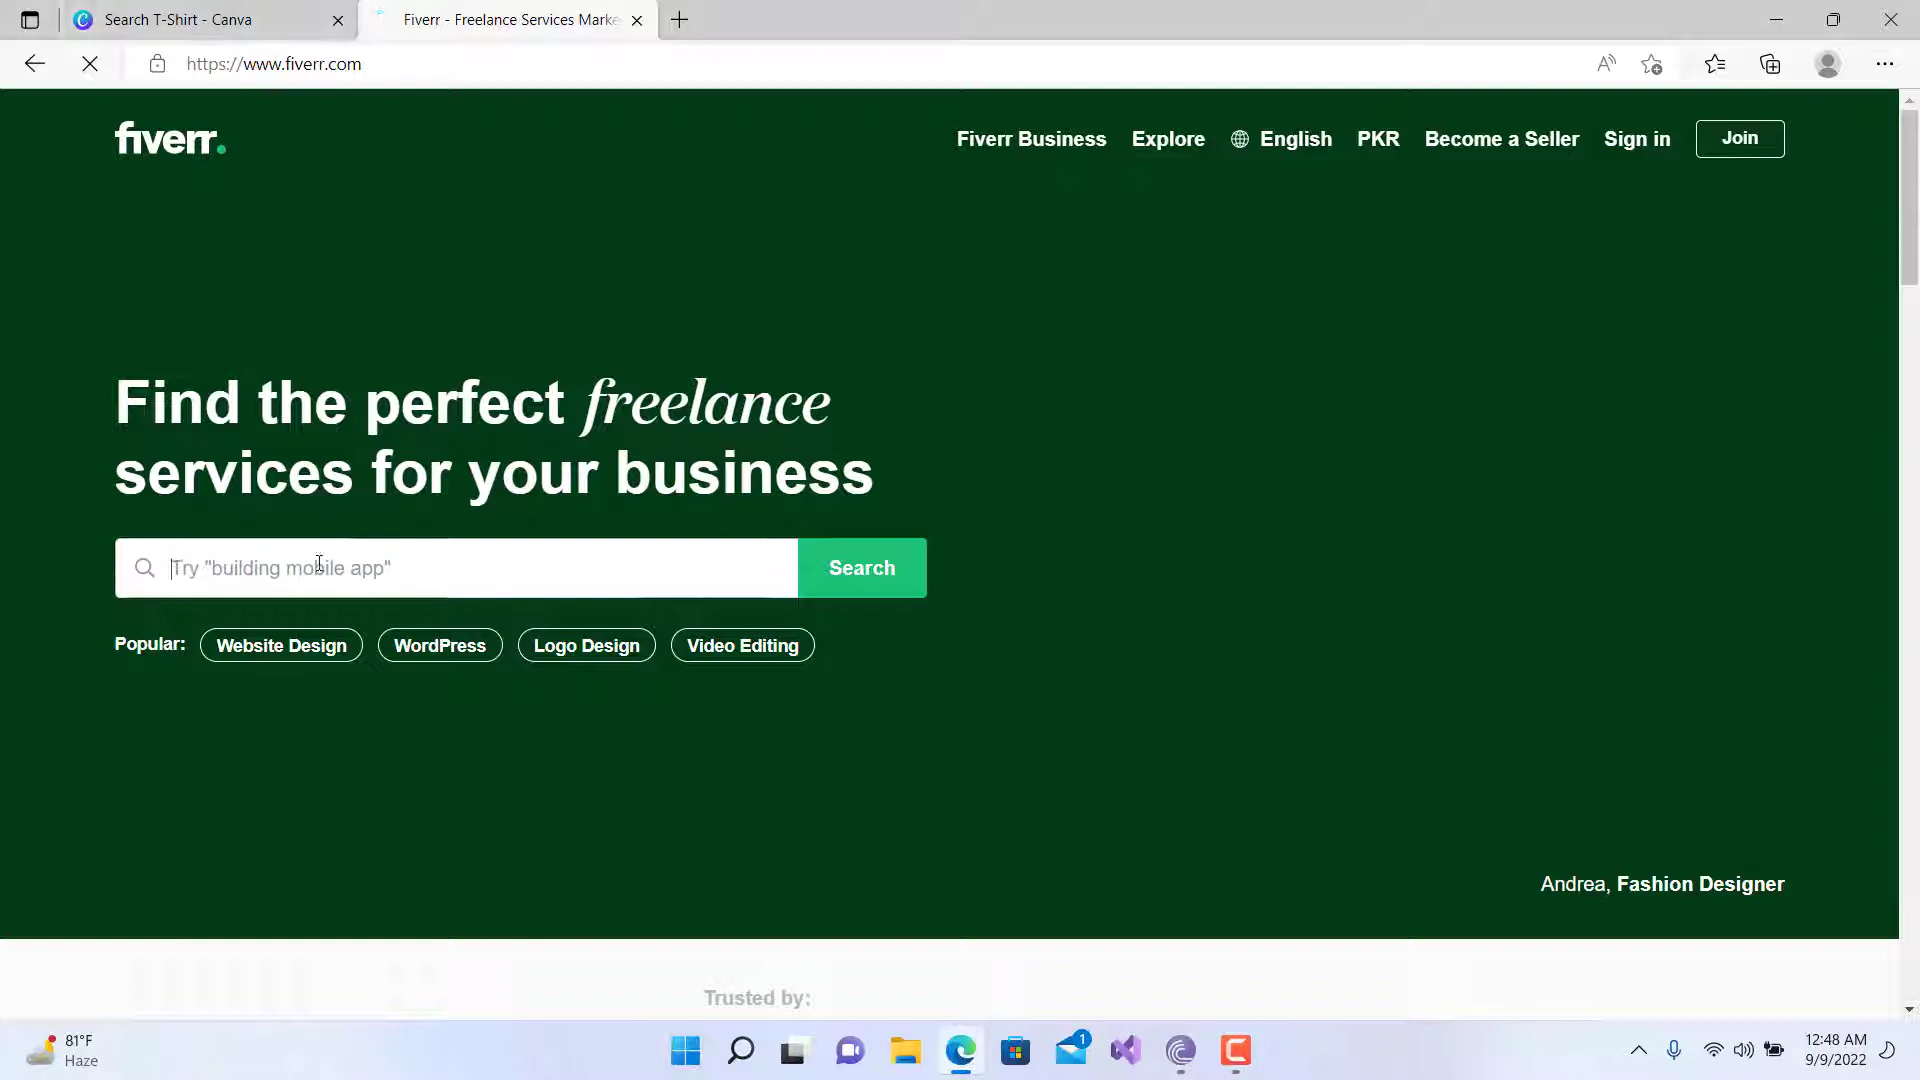 Search T-Shirt - Canva
Fiverr - Freelance Services Marke
https://www.fiverr.com
fiverr.
Fiverr Business
Explore
English
PKR
Become a Seller
Sign in
Join
Find the perfect freelance
services for your business
Try "building mobile app"
Search
Popular:
Website Design
WordPress
Logo Design
Video Editing
Andrea, Fashion Designer
Trusted by:
81°F
Haze
1
12:48 AM
9/9/2022